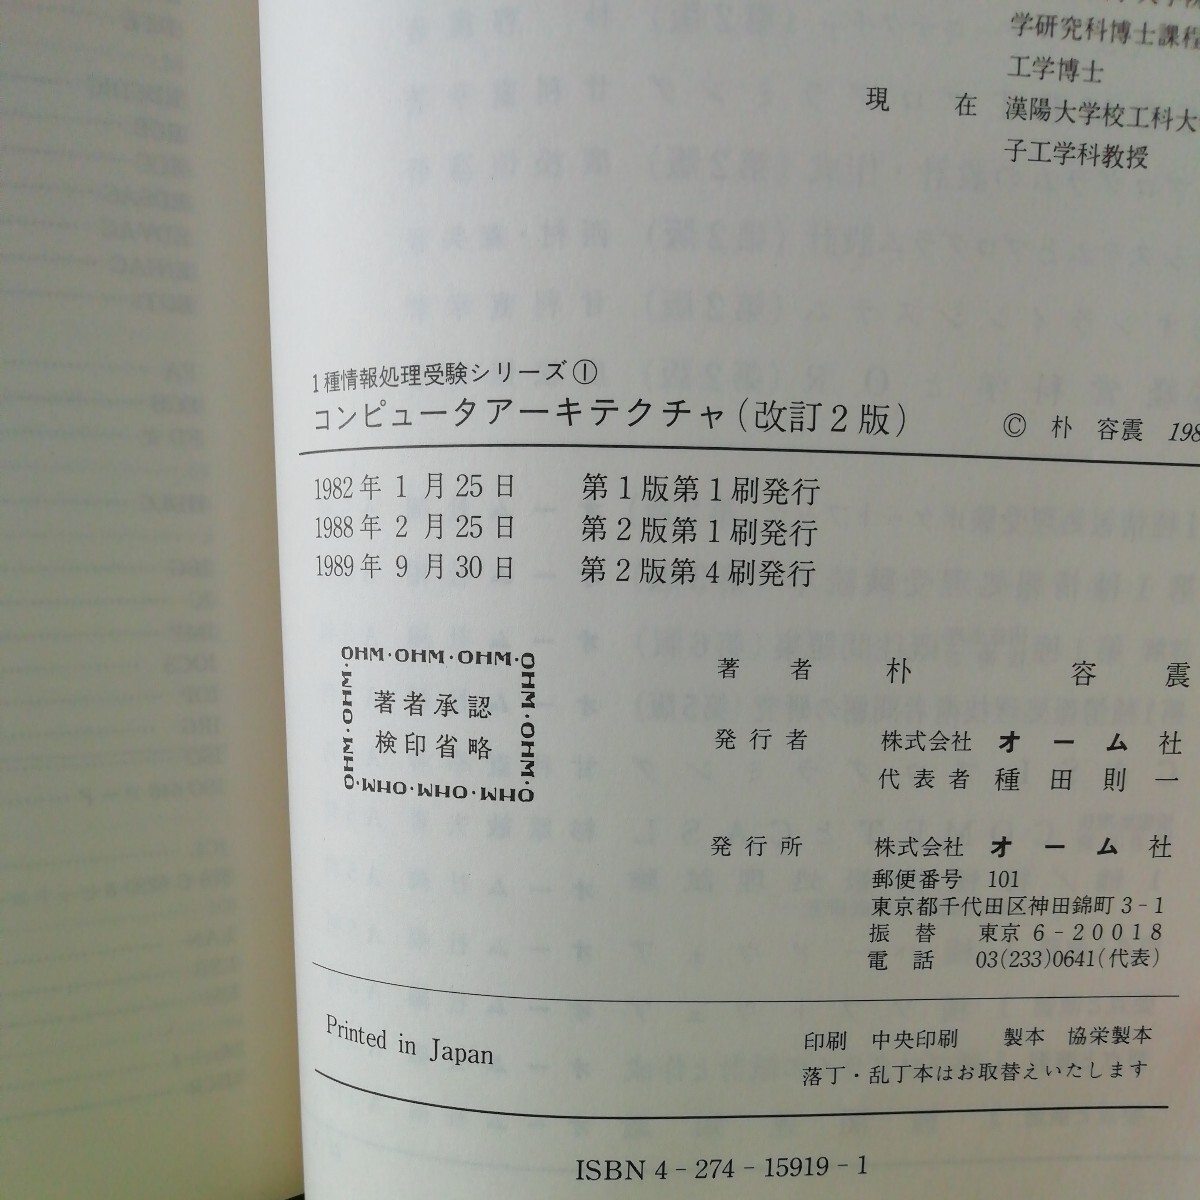 学研究科博士課程
工学博士
現在 漢陽大学校工科大
子工学科教授
1種情報処理受験シリーズ①
コンピュータアーキテクチャ(改訂2版)
© 朴 容震 198
1982年1月25日 第1版第1刷発行
1988年2月25日 第2版第1刷発行
1989年9月30日 第2版第4刷発行
OHM・OHM・OHM・OHM・OHM・OHM・OHM・OHM・OHM・OHM
著者承認
検印省略
著者 朴 容震
発行者 株式会社 オーム社
代表者 種田則一
発行所 株式会社 オーム社
郵便番号 101
東京都千代田区神田錦町3-1
振替 東京6-20018
電話 03(233)0641(代表)
Printed in Japan
印刷 中央印刷 製本 協栄製本
落丁・乱丁本はお取替えいたします
ISBN 4-274-15919-1